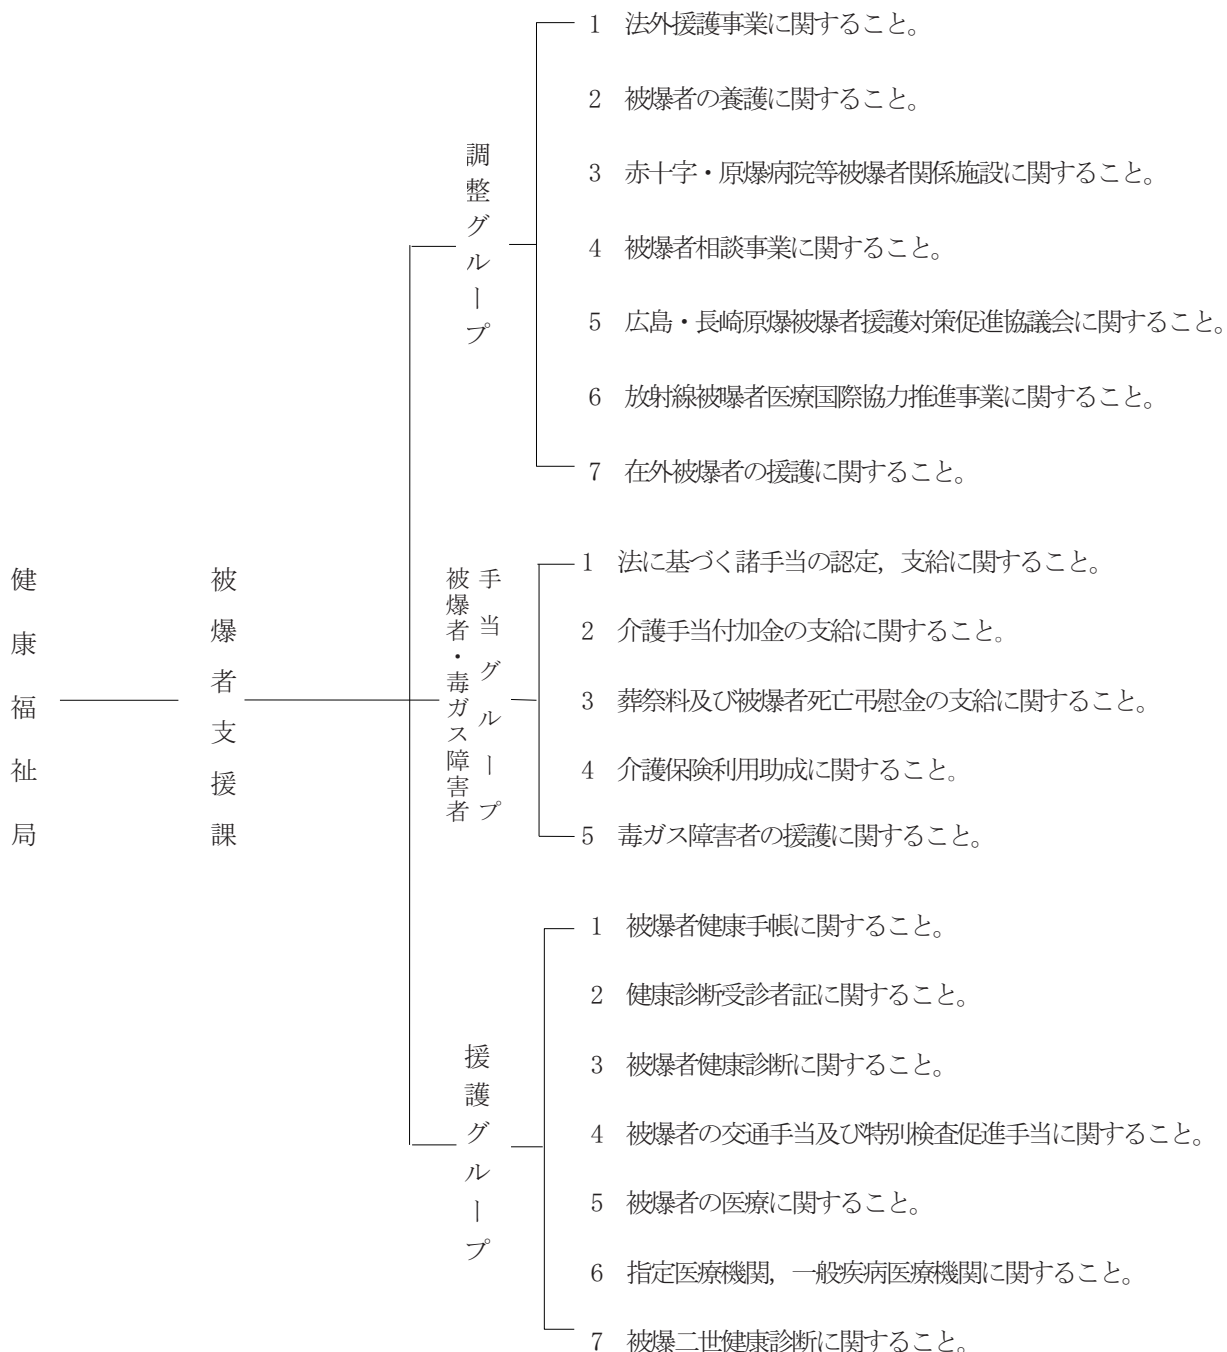 健康福祉局
被爆者支援課
調整グループ
1 法外援護事業に関すること。
2 被爆者の養護に関すること。
3 赤十字・原爆病院等被爆者関係施設に関すること。
4 被爆者相談事業に関すること。
5 広島・長崎原爆被爆者援護対策促進協議会に関すること。
6 放射線被曝者医療国際協力推進事業に関すること。
7 在外被爆者の援護に関すること。
被爆者・毒ガス障害者
手当グループ
1 法に基づく諸手当の認定，支給に関すること。
2 介護手当付加金の支給に関すること。
3 葬祭料及び被爆者死亡弔慰金の支給に関すること。
4 介護保険利用助成に関すること。
5 毒ガス障害者の援護に関すること。
援護グループ
1 被爆者健康手帳に関すること。
2 健康診断受診者証に関すること。
3 被爆者健康診断に関すること。
4 被爆者の交通手当及び特別検査促進手当に関すること。
5 被爆者の医療に関すること。
6 指定医療機関，一般疾病医療機関に関すること。
7 被爆二世健康診断に関すること。